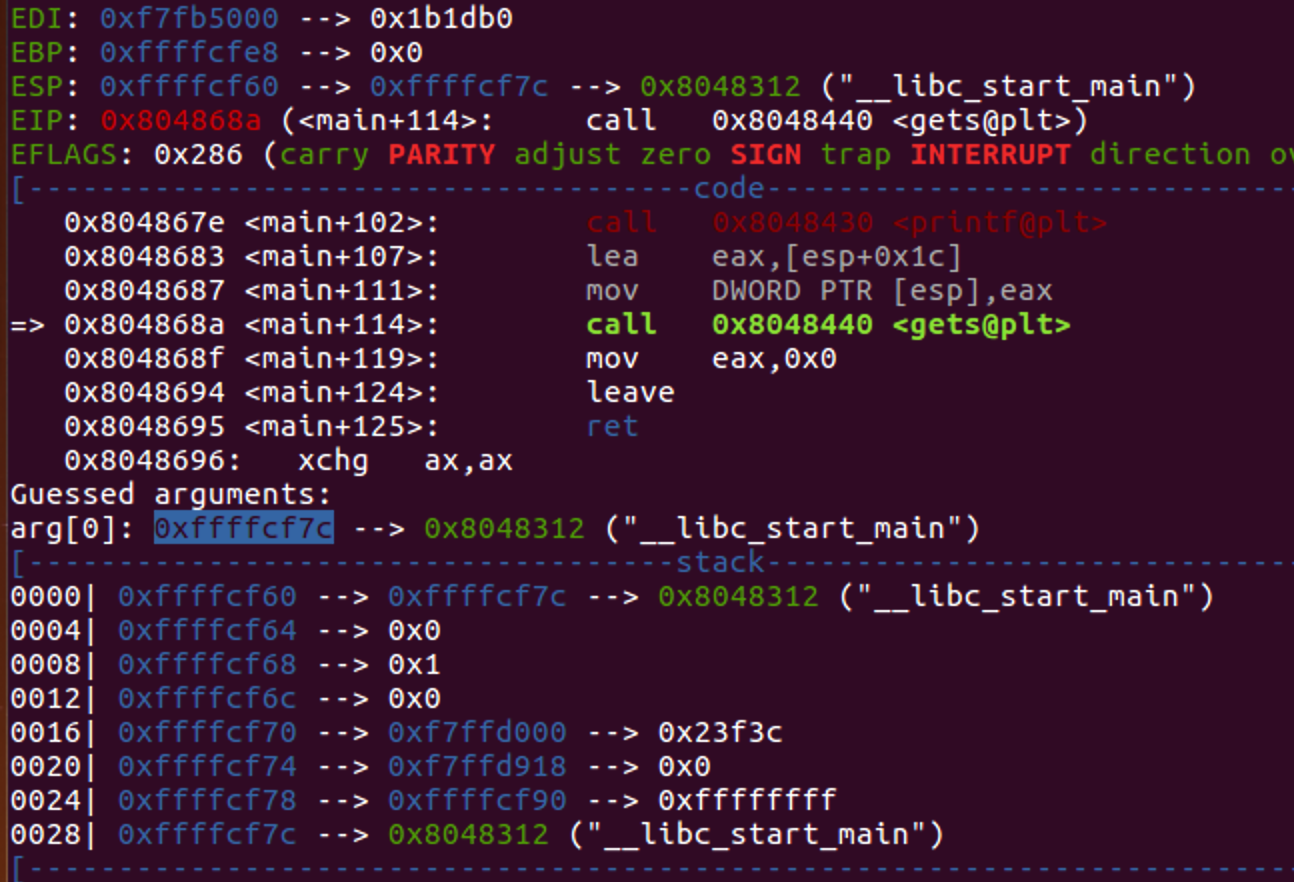 EDI: 0xf7fb5000 --> 0x1b1db0
EBP: 0xffffcfe8 --> 0x0
ESP: 0xffffcf60 --> 0xffffcf7c --> 0x8048312 ("__libc_start_main")
EIP: 0x804868a (<main+114>:     call   0x8048440 <gets@plt>)
EFLAGS: 0x286 (carry PARITY adjust zero SIGN trap INTERRUPT direction ov
[-------------------------------------code------------------------------
   0x804867e <main+102>:        call   0x8048430 <printf@plt>
   0x8048683 <main+107>:        lea    eax,[esp+0x1c]
   0x8048687 <main+111>:        mov    DWORD PTR [esp],eax
=> 0x804868a <main+114>:        call   0x8048440 <gets@plt>
   0x804868f <main+119>:        mov    eax,0x0
   0x8048694 <main+124>:        leave
   0x8048695 <main+125>:        ret
   0x8048696:   xchg   ax,ax
Guessed arguments:
arg[0]: 0xffffcf7c --> 0x8048312 ("__libc_start_main")
[------------------------------------stack------------------------------
0000| 0xffffcf60 --> 0xffffcf7c --> 0x8048312 ("__libc_start_main")
0004| 0xffffcf64 --> 0x0
0008| 0xffffcf68 --> 0x1
0012| 0xffffcf6c --> 0x0
0016| 0xffffcf70 --> 0xf7ffd000 --> 0x23f3c
0020| 0xffffcf74 --> 0xf7ffd918 --> 0x0
0024| 0xffffcf78 --> 0xffffcf90 --> 0xffffffff
0028| 0xffffcf7c --> 0x8048312 ("__libc_start_main")
[-----------------------------------------------------------------------